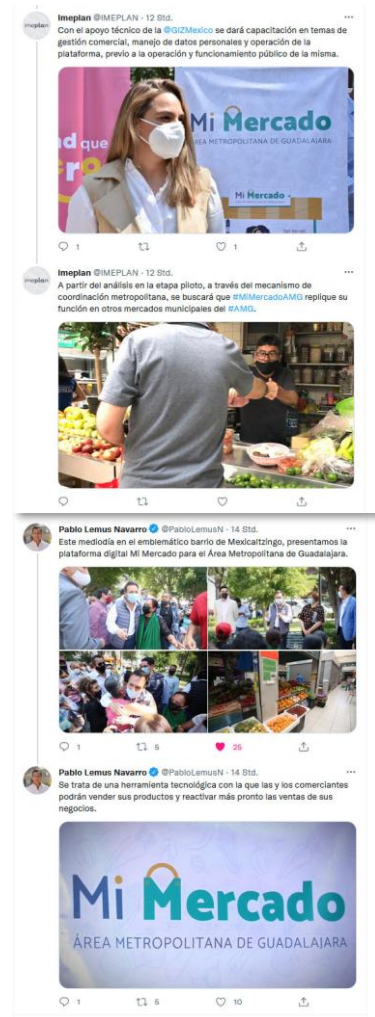 Imeplan @IMEPLAN · 12 Std.
Con el apoyo técnico de la @GIZMexico se dará capacitación en temas de
gestión comercial, manejo de datos personales y operación de la
plataforma, previo a la operación y funcionamiento público de la misma.
imeplan
ad que
Mi Mercado
ÁREA METROPOLITANA DE GUADALAJARA
Mi Mercado
1
1
Imeplan @IMEPLAN · 12 Std.
A partir del análisis en la etapa piloto, a través del mecanismo de
coordinación metropolitana, se buscará que #MiMercadoAMG replique su
función en otros mercados municipales del #AMG.
imeplan
Pablo Lemus Navarro @PabloLemusN · 14 Std.
Este mediodía en el emblemático barrio de Mexicaltzingo, presentamos la
plataforma digital Mi Mercado para el Área Metropolitana de Guadalajara.
1 5 25
Pablo Lemus Navarro @PabloLemusN · 14 Std.
Se trata de una herramienta tecnológica con la que las y los comerciantes
podrán vender sus productos y reactivar más pronto las ventas de sus
negocios.
Mi Mercado
ÁREA METROPOLITANA DE GUADALAJARA
1 5 10